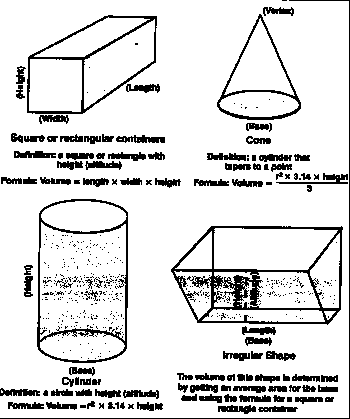 (Height)
(Width)
(Length)
Square or rectangular containers
Definition: a square or rectangle with
height (altitude)
Formula: Volume = length × width × height
(Vertex)
(Base)
Cone
Definition: a cylinder that
tapers to a point
Formula: Volume = r² × 3.14 × height
3
(Height)
(Base)
Cylinder
Definition: a circle with height (altitude)
Formula: Volume = r² × 3.14 × height
(Length)
(Base)
Irregular Shape
The volume of this shape is determined
by getting an average area for the base
and using the formula for a square or
rectangle container